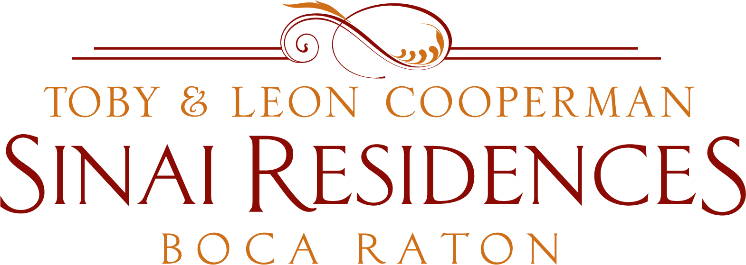 TOBY & LEON COOPERMAN
SINAI RESIDENCES
BOCA RATON